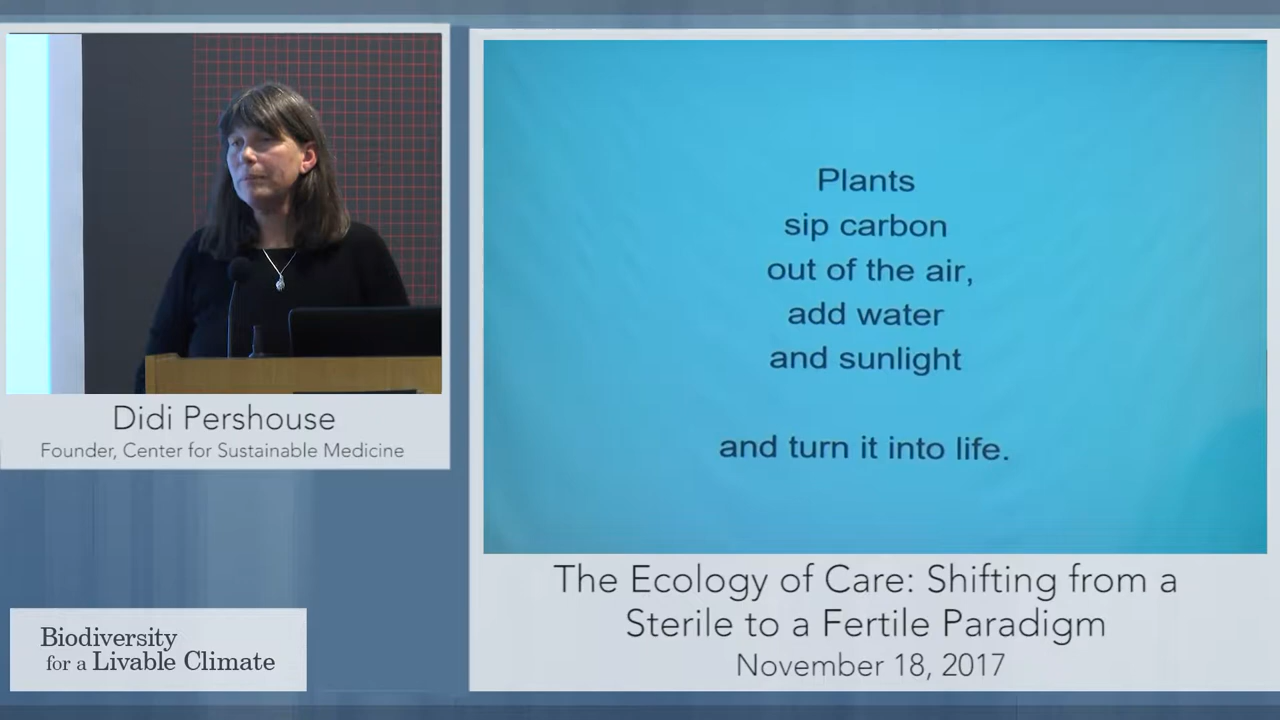 Didi Pershouse
Founder, Center for Sustainable Medicine
Biodiversity
for a Livable Climate
Plants
sip carbon
out of the air,
add water
and sunlight
and turn it into life.
The Ecology of Care: Shifting from a
Sterile to a Fertile Paradigm
November 18, 2017